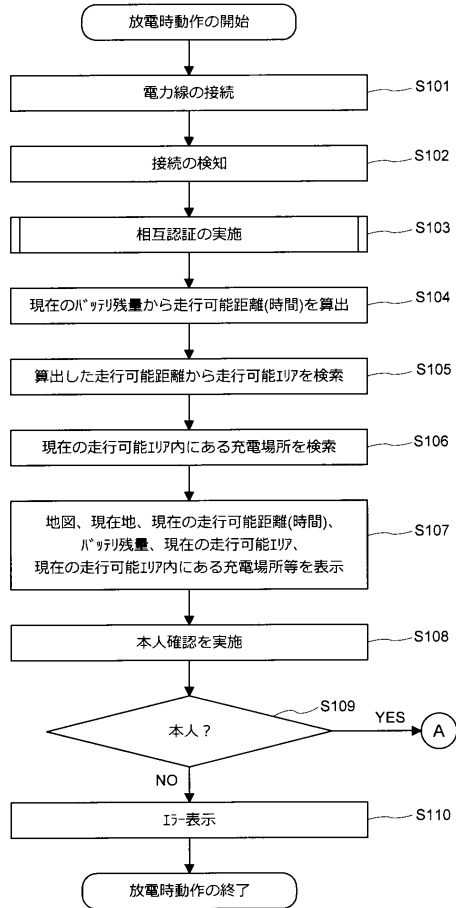 放電時動作の開始
電力線の接続
S101
接続の検知
S102
相互認証の実施
S103
現在のﾊﾞｯﾃﾘ残量から走行可能距離(時間)を算出
S104
算出した走行可能距離から走行可能ｴﾘｱを検索
S105
現在の走行可能ｴﾘｱ内にある充電場所を検索
S106
地図、現在地、現在の走行可能距離(時間)、
ﾊﾞｯﾃﾘ残量、現在の走行可能ｴﾘｱ、
現在の走行可能ｴﾘｱ内にある充電場所等を表示
S107
本人確認を実施
S108
本人？
S109
YES
A
NO
ｴﾗｰ表示
S110
放電時動作の終了